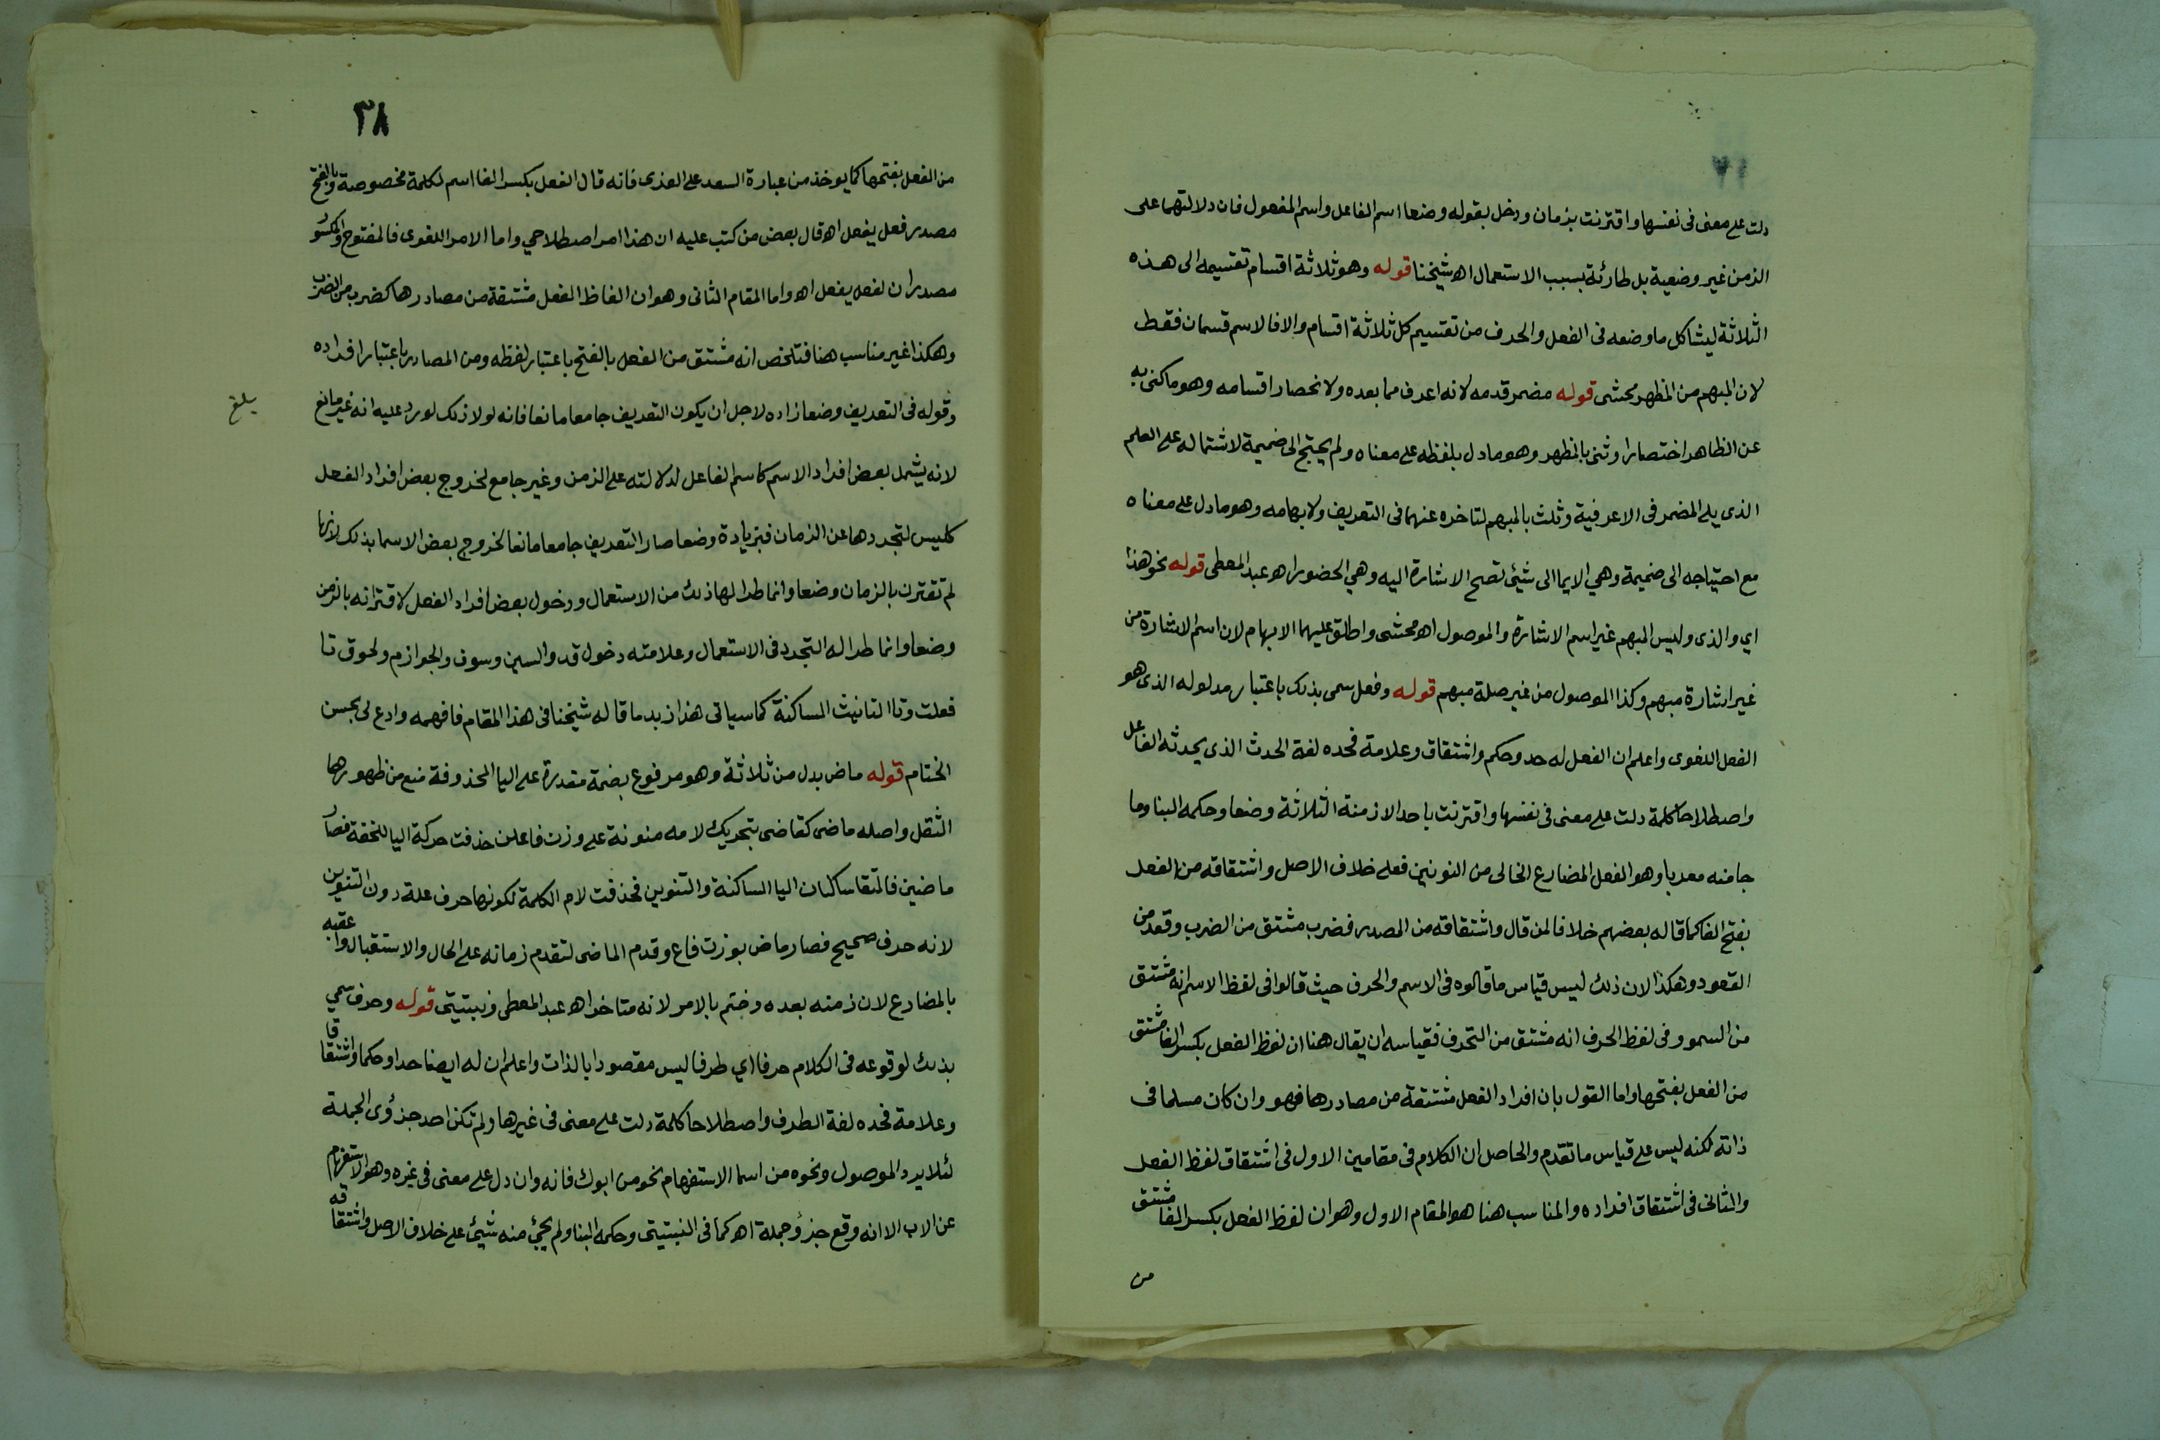 دلت على معنى فى نفسها واقترنت بزمان ودخل بقوله وضعا اسم الفاعل واسم المفعول فان دلالتهما على
الزمن غير وضعية بل طارئة بسبب الاستعمال اه شيخنا قوله وهو ثلاثة اقسام تقسيمه الى هذه
الثلاثة ليشاكل ما وضعه فى الفعل والحرف من تقسيم كل ثلاثة اقسام والا فالاسم قسمان فقط
لان المبهم من المظهر محشى قوله مضمر قدمه لانه اعرف مما بعده ولانحصار اقسامه وهو ما كنى به
عن الظاهر اختصارا وثنى بالمظهر وهو ما دل بلفظه على معناه ولم يحتج الى ضميمة لاشتماله على العلم
الذى يلى المضمر فى الاعرفية وثلث بالمبهم لتاخره عنهما فى التعريف ولابهامه وهو ما دل على معناه
مع احتياجه الى ضميمة وهي الايما الى شيئ تصح الاشارة اليه وهي الحضور اه عبد المعطى قوله نحو هذا
اي والذى وليس المبهم غير اسم الاشارة والموصول اه محشى واطلق عليهما الابهام لان اسم الاشارة من
غير اشارة مبهم وكذا الموصول من غير صلة مبهم قوله وفعل سمى بذلك باعتبار مدلوله الذى هو
الفعل اللغوى واعلم ان الفعل له حد وحكم واشتقاق وعلامة فحده لغة الحدث الذى يحدثه الفاعل
واصطلاحا كلمة دلت على معنى فى نفسها واقترنت باحد الازمنة الثلاثة وضعا وحكمه البنا وما
جا منه معربا وهو الفعل المضارع الخالى من النونين فعلى خلاف الاصل واشتقاقه من الفعل
بفتح الفا كما قاله بعضهم خلافا لمن قال واشتقاقه من المصدر فضرب مشتق من الضرب وقعد من
القعود وهكذا لان ذلك ليس قياس ما قالوه فى الاسم والحرف حيث قالوا فى لفظ الاسم انه مشتق
من السمو وفى لفظ الحرف انه مشتق من التحرف فقياسه ان يقال هنا ان لفظ الفعل بكسر الفا مشتق
من الفعل بفتحها واما القول بان افراد الفعل مشتقة من مصادرها فهو وان كان مسلما فى
ذاته لكنه ليس على قياس ما تقدم والحاصل ان الكلام فى مقامين الاول فى اشتقاق لفظ الفعل
والثانى فى اشتقاق افراده والمناسب هنا هو المقام الاول وهو ان لفظ الفعل بكسر الفا مشتق
من
٣٨
من الفعل بفتحها كما يوخذ من عبارة السعد على العزى فانه قال الفعل بكسر الفا اسم لكلمة مخصوصة وبالفتح
مصدر فعل يفعل اه قال بعض من كتب عليه ان هذا امر اصطلاحي واما الامر اللغوى فالمفتوح والمكسور
مصدران لفعل يفعل اه واما المقام الثانى وهو ان الفاظ الفعل مشتقة من مصادرها كضرب من الضرب
وهكذا غير مناسب هنا فتلخص انه مشتق من الفعل بالفتح باعتبار لفظه ومن المصادر باعتبار افراده
وقوله فى التعريف وضعا زاده لاجل ان يكون التعريف جامعا مانعا فانه لولا ذلك لورد عليه انه غير مانع
بلغ
لانه يشمل بعض افراد الاسم كاسم الفاعل لدلالته على الزمن وغير جامع لخروج بعض افراد الفعل
كليس لتجردها عن الزمان فبزيادة وضعا صار التعريف جامعا مانعا لخروج بعض الاسما بذلك لانها
لم تقترن بالزمان وضعا وانما طرا لها ذلك من الاستعمال ودخول بعض افراد الفعل لاقترانه بالزمن
وضعا وانما طرا له التجرد فى الاستعمال وعلامته دخول قد والسين وسوف والجوازم ولحوق تا
فعلت وتا التانيث الساكنة كما سياتى هذا زبد ما قاله شيخنا فى هذا المقام فافهمه وادع لى بحسن
الختام قوله ماض بدل من ثلاثة وهو مرفوع بضمة مقدرة على اليا المحذوفة منع من ظهورها
الثقل واصله ماضى كقاضى بتحريك لامه منونة على وزن فاعلن حذفت حركة اليا للخفة فصار
ماضين فالتقا ساكنان اليا الساكنة والتنوين فحذفت لام الكلمة لكونها حرف علة دون التنوين
لانه حرف صحيح فصار ماض بوزن فاع وقدم الماضى لتقدم زمانه على الحال والاستقبال واعقبه
بالمضارع لان زمنه بعده وختم بالامر لانه متاخر اه عبد المعطى ونبتيتى قوله وحرف سمي
بذلك لوقوعه فى الكلام حرفا اي طرفا ليس مقصودا بالذات واعلم ان له ايضا حدا وحكما واشتقاقا
وعلامة فحده لغة الطرف واصطلاحا كلمة دلت على معنى فى غيرها ولم تكن احد جزؤى الجملة
لئلا يرد الموصول ونحوه من اسما الاستفهام نحو من ابوك فانه وان دل على معنى فى غيره وهو الاستفهام
عن الاب الا انه وقع جزؤ جملة اه كما فى النبتيتى وحكمه البنا ولم يجئ منه شيئ على خلاف الاصل واشتقاقه